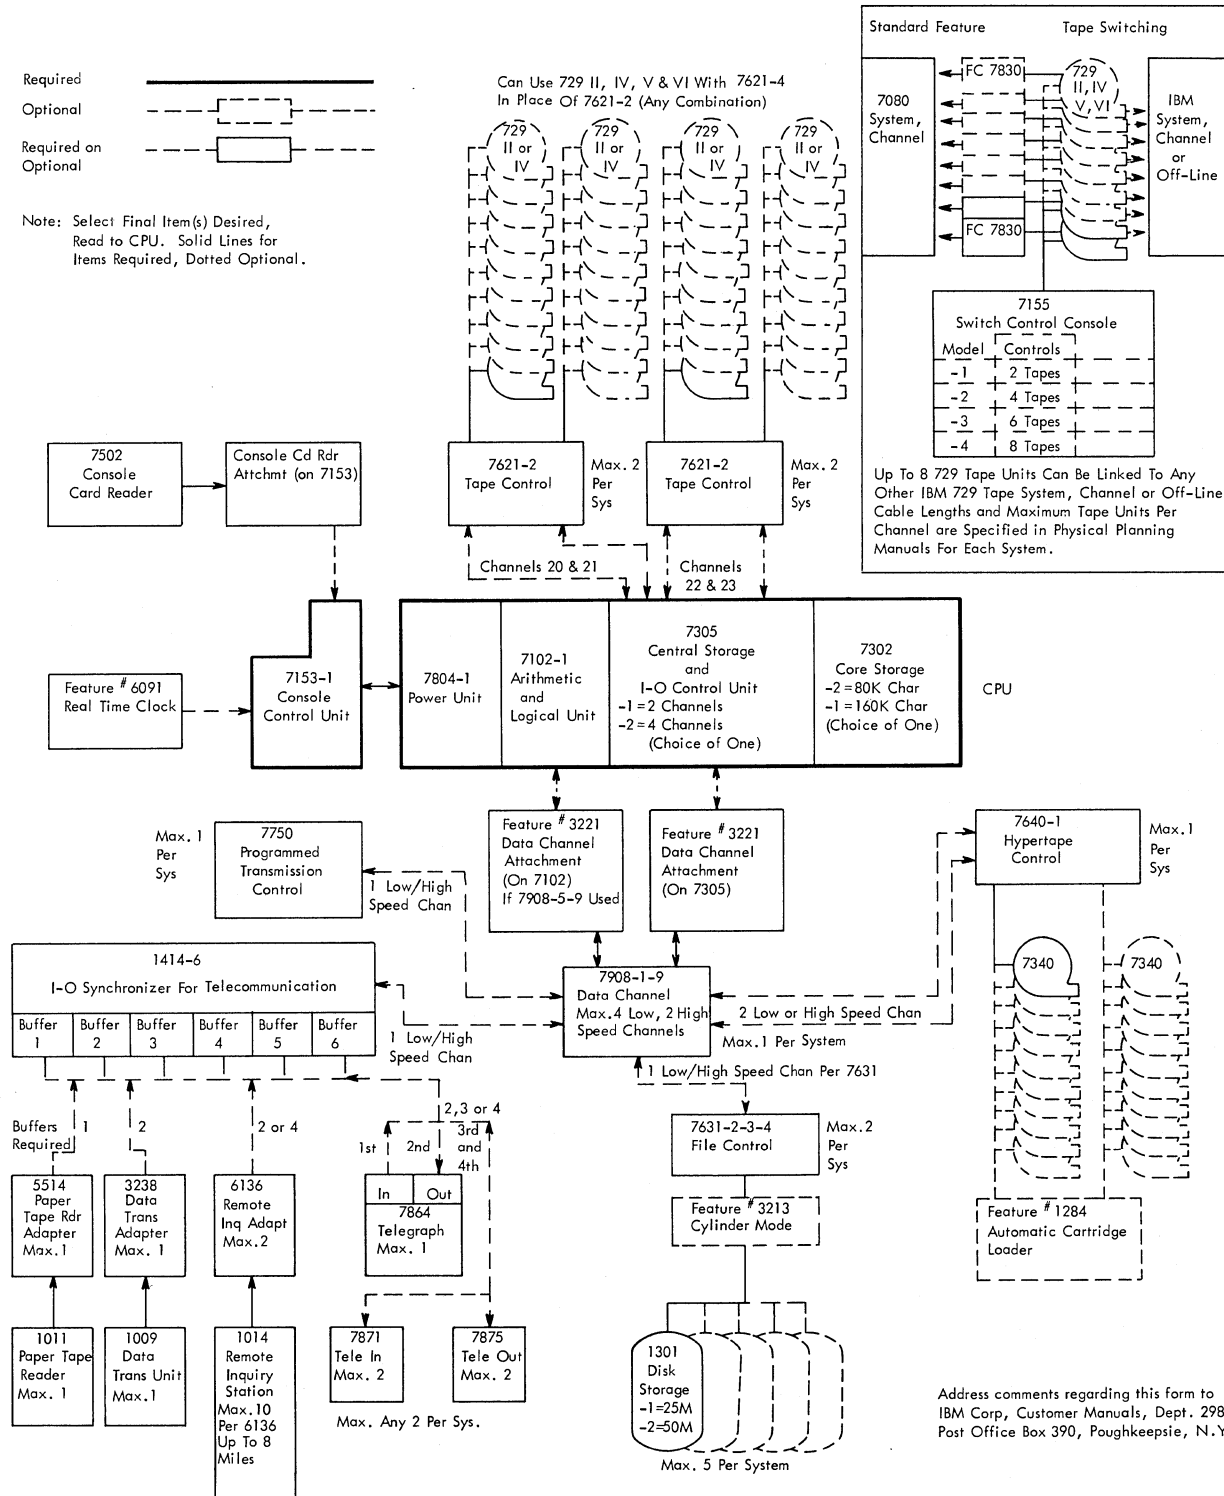 Required
Optional
Required on
Optional
Note: Select Final Item(s) Desired,
Read to CPU. Solid Lines for
Items Required, Dotted Optional.
Can Use 729 II, IV, V & VI With 7621-4
In Place Of 7621-2 (Any Combination)
729
II or
IV
729
II or
IV
729
II or
IV
729
II or
IV
Standard Feature
Tape Switching
7080
System,
Channel
FC 7830
FC 7830
729
II, IV
V, VI
IBM
System,
Channel
or
Off-Line
7155
Switch Control Console
Model Controls
-1 2 Tapes
-2 4 Tapes
-3 6 Tapes
-4 8 Tapes
Up To 8 729 Tape Units Can Be Linked To Any
Other IBM 729 Tape System, Channel or Off-Line
Cable Lengths and Maximum Tape Units Per
Channel are Specified in Physical Planning
Manuals For Each System.
7502
Console
Card Reader
Console Cd Rdr
Attchmt (on 7153)
7621-2
Tape Control
Max. 2
Per
Sys
7621-2
Tape Control
Max. 2
Per
Sys
Channels 20 & 21
Channels
22 & 23
Feature # 6091
Real Time Clock
7153-1
Console
Control Unit
7804-1
Power Unit
7102-1
Arithmetic
and
Logical Unit
7305
Central Storage
and
I-O Control Unit
-1=2 Channels
-2=4 Channels
(Choice of One)
7302
Core Storage
-2=80K Char
-1=160K Char
(Choice of One)
CPU
Max. 1
Per
Sys
7750
Programmed
Transmission
Control
1 Low/High
Speed Chan
Feature # 3221
Data Channel
Attachment
(On 7102)
If 7908-5-9 Used
Feature # 3221
Data Channel
Attachment
(On 7305)
7640-1
Hypertape
Control
Max.1
Per
Sys
1414-6
I-O Synchronizer For Telecommunication
Buffer
1
Buffer
2
Buffer
3
Buffer
4
Buffer
5
Buffer
6
1 Low/High
Speed Chan
7908-1-9
Data Channel
Max.4 Low, 2 High
Speed Channels
2 Low or High Speed Chan
Max.1 Per System
7340
7340
1 Low/High Speed Chan Per 7631
Buffers
Required
1
2
2 or 4
2,3 or 4
1st
2nd
3rd
and
4th
7631-2-3-4
File Control
Max.2
Per
Sys
5514
Paper
Tape Rdr
Adapter
Max.1
3238
Data
Trans
Adapter
Max. 1
6136
Remote
Inq Adapt
Max.2
In
Out
7864
Telegraph
Max. 1
Feature # 3213
Cylinder Mode
Feature # 1284
Automatic Cartridge
Loader
1011
Paper Tape
Reader
Max. 1
1009
Data
Trans Unit
Max.1
1014
Remote
Inquiry
Station
Max.10
Per 6136
Up To 8
Miles
7871
Tele In
Max. 2
7875
Tele Out
Max. 2
Max. Any 2 Per Sys.
1301
Disk
Storage
-1=25M
-2=50M
Max. 5 Per System
Address comments regarding this form to
IBM Corp, Customer Manuals, Dept. 298
Post Office Box 390, Poughkeepsie, N.Y